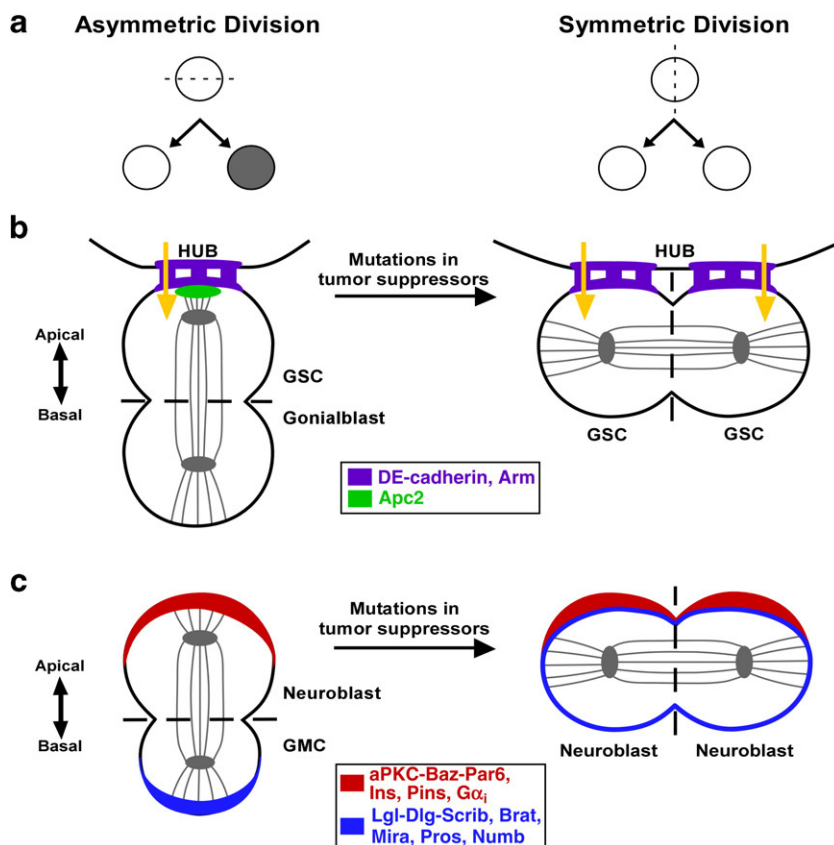 a
Asymmetric Division
Symmetric Division
b
HUB
Mutations in
tumor suppressors
HUB
Apical
Basal
GSC
Gonialblast
GSC
GSC
DE-cadherin, Arm
Apc2
c
Mutations in
tumor suppressors
Apical
Basal
Neuroblast
GMC
Neuroblast
Neuroblast
aPKC-Baz-Par6,
Ins, Pins, Gαi
Lgl-Dlg-Scrib, Brat,
Mira, Pros, Numb